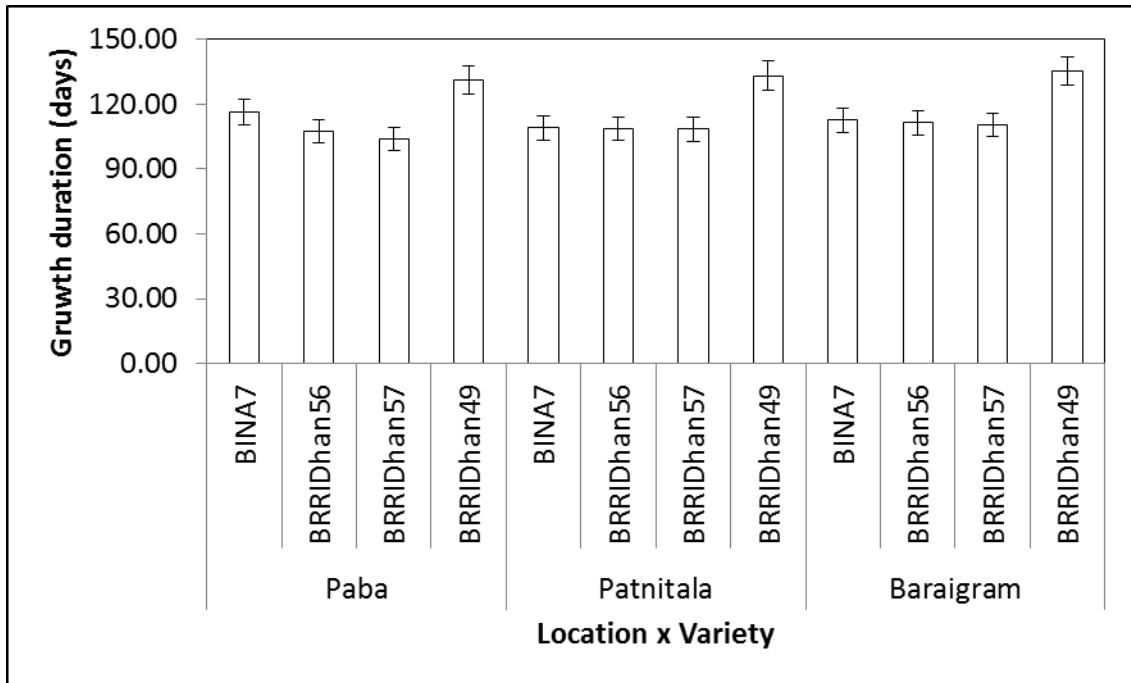 150.00
120.00
90.00
60.00
30.00
0.00
Gruwth duration (days)
BINA7
BRRIDhan56
BRRIDhan57
BRRIDhan49
BINA7
BRRIDhan56
BRRIDhan57
BRRIDhan49
BINA7
BRRIDhan56
BRRIDhan57
BRRIDhan49
Paba
Patnitala
Baraigram
Location x Variety